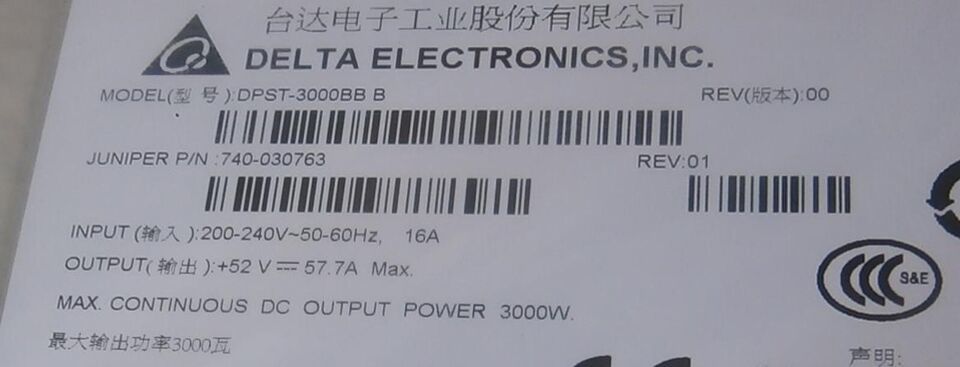 台达电子工业股份有限公司
DELTA ELECTRONICS,INC.
MODEL(型 号):DPST-3000BB B REV(版本):00
JUNIPER P/N :740-030763 REV:01
INPUT (输入):200-240V~50-60Hz, 16A
OUTPUT(输出):+52 V⎓57.7A Max.
S&E
MAX. CONTINUOUS DC OUTPUT POWER 3000W.
最大输出功率3000瓦
声明: